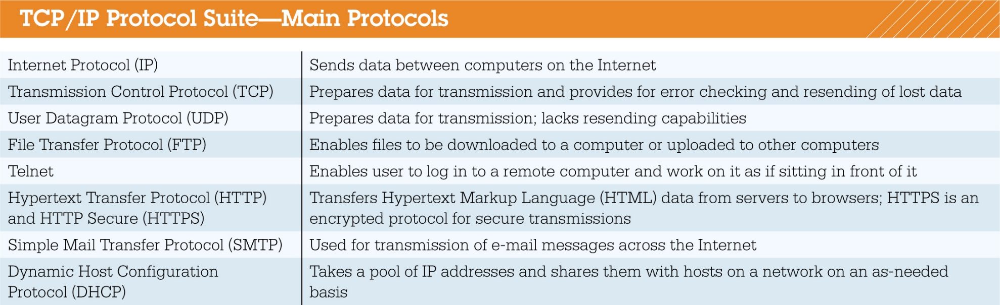 TCP/IP Protocol Suite—Main Protocols
Internet Protocol (IP)
Sends data between computers on the Internet
Transmission Control Protocol (TCP)
Prepares data for transmission and provides for error checking and resending of lost data
User Datagram Protocol (UDP)
Prepares data for transmission; lacks resending capabilities
File Transfer Protocol (FTP)
Enables files to be downloaded to a computer or uploaded to other computers
Telnet
Enables user to log in to a remote computer and work on it as if sitting in front of it
Hypertext Transfer Protocol (HTTP)
and HTTP Secure (HTTPS)
Transfers Hypertext Markup Language (HTML) data from servers to browsers; HTTPS is an
encrypted protocol for secure transmissions
Simple Mail Transfer Protocol (SMTP)
Used for transmission of e-mail messages across the Internet
Dynamic Host Configuration
Protocol (DHCP)
Takes a pool of IP addresses and shares them with hosts on a network on an as-needed
basis